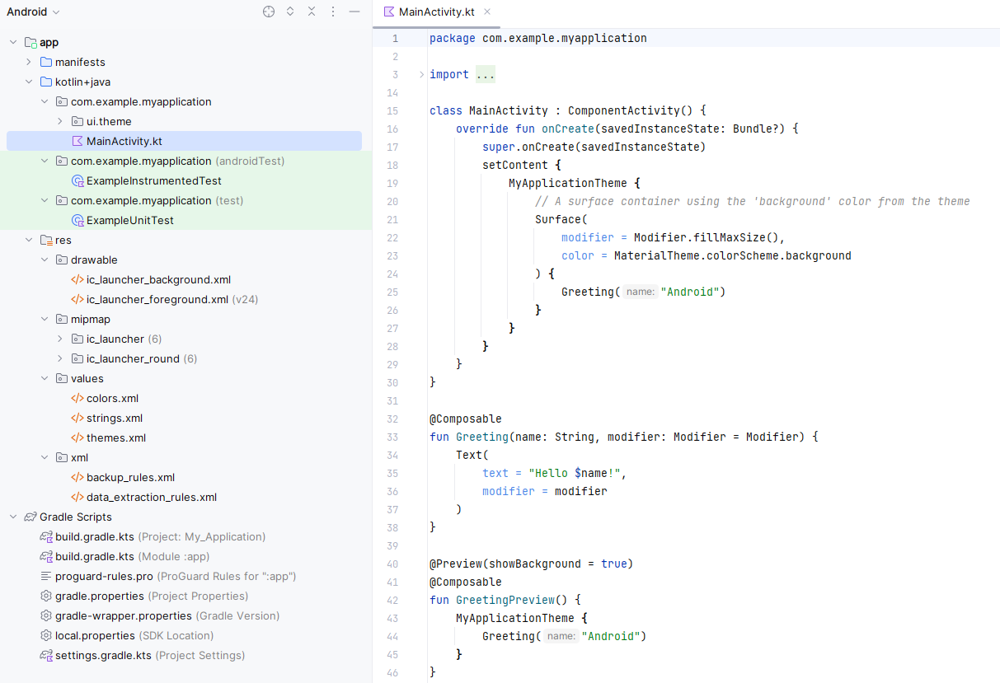 Android
app
manifests
kotlin+java
com.example.myapplication
ui.theme
MainActivity.kt
com.example.myapplication (androidTest)
ExampleInstrumentedTest
com.example.myapplication (test)
ExampleUnitTest
res
drawable
ic_launcher_background.xml
ic_launcher_foreground.xml (v24)
mipmap
ic_launcher (6)
ic_launcher_round (6)
values
colors.xml
strings.xml
themes.xml
xml
backup_rules.xml
data_extraction_rules.xml
Gradle Scripts
build.gradle.kts (Project: My_Application)
build.gradle.kts (Module :app)
proguard-rules.pro (ProGuard Rules for ":app")
gradle.properties (Project Properties)
gradle-wrapper.properties (Gradle Version)
local.properties (SDK Location)
settings.gradle.kts (Project Settings)
MainActivity.kt
1 package com.example.myapplication
2
3 import ...
14
15 class MainActivity : ComponentActivity() {
16     override fun onCreate(savedInstanceState: Bundle?) {
17         super.onCreate(savedInstanceState)
18         setContent {
19             MyApplicationTheme {
20                 // A surface container using the 'background' color from the theme
21                 Surface(
22                     modifier = Modifier.fillMaxSize(),
23                     color = MaterialTheme.colorScheme.background
24                 ) {
25                     Greeting( name: "Android")
26                 }
27             }
28         }
29     }
30 }
31
32 @Composable
33 fun Greeting(name: String, modifier: Modifier = Modifier) {
34     Text(
35         text = "Hello $name!",
36         modifier = modifier
37     )
38 }
39
40 @Preview(showBackground = true)
41 @Composable
42 fun GreetingPreview() {
43     MyApplicationTheme {
44         Greeting( name: "Android")
45     }
46 }